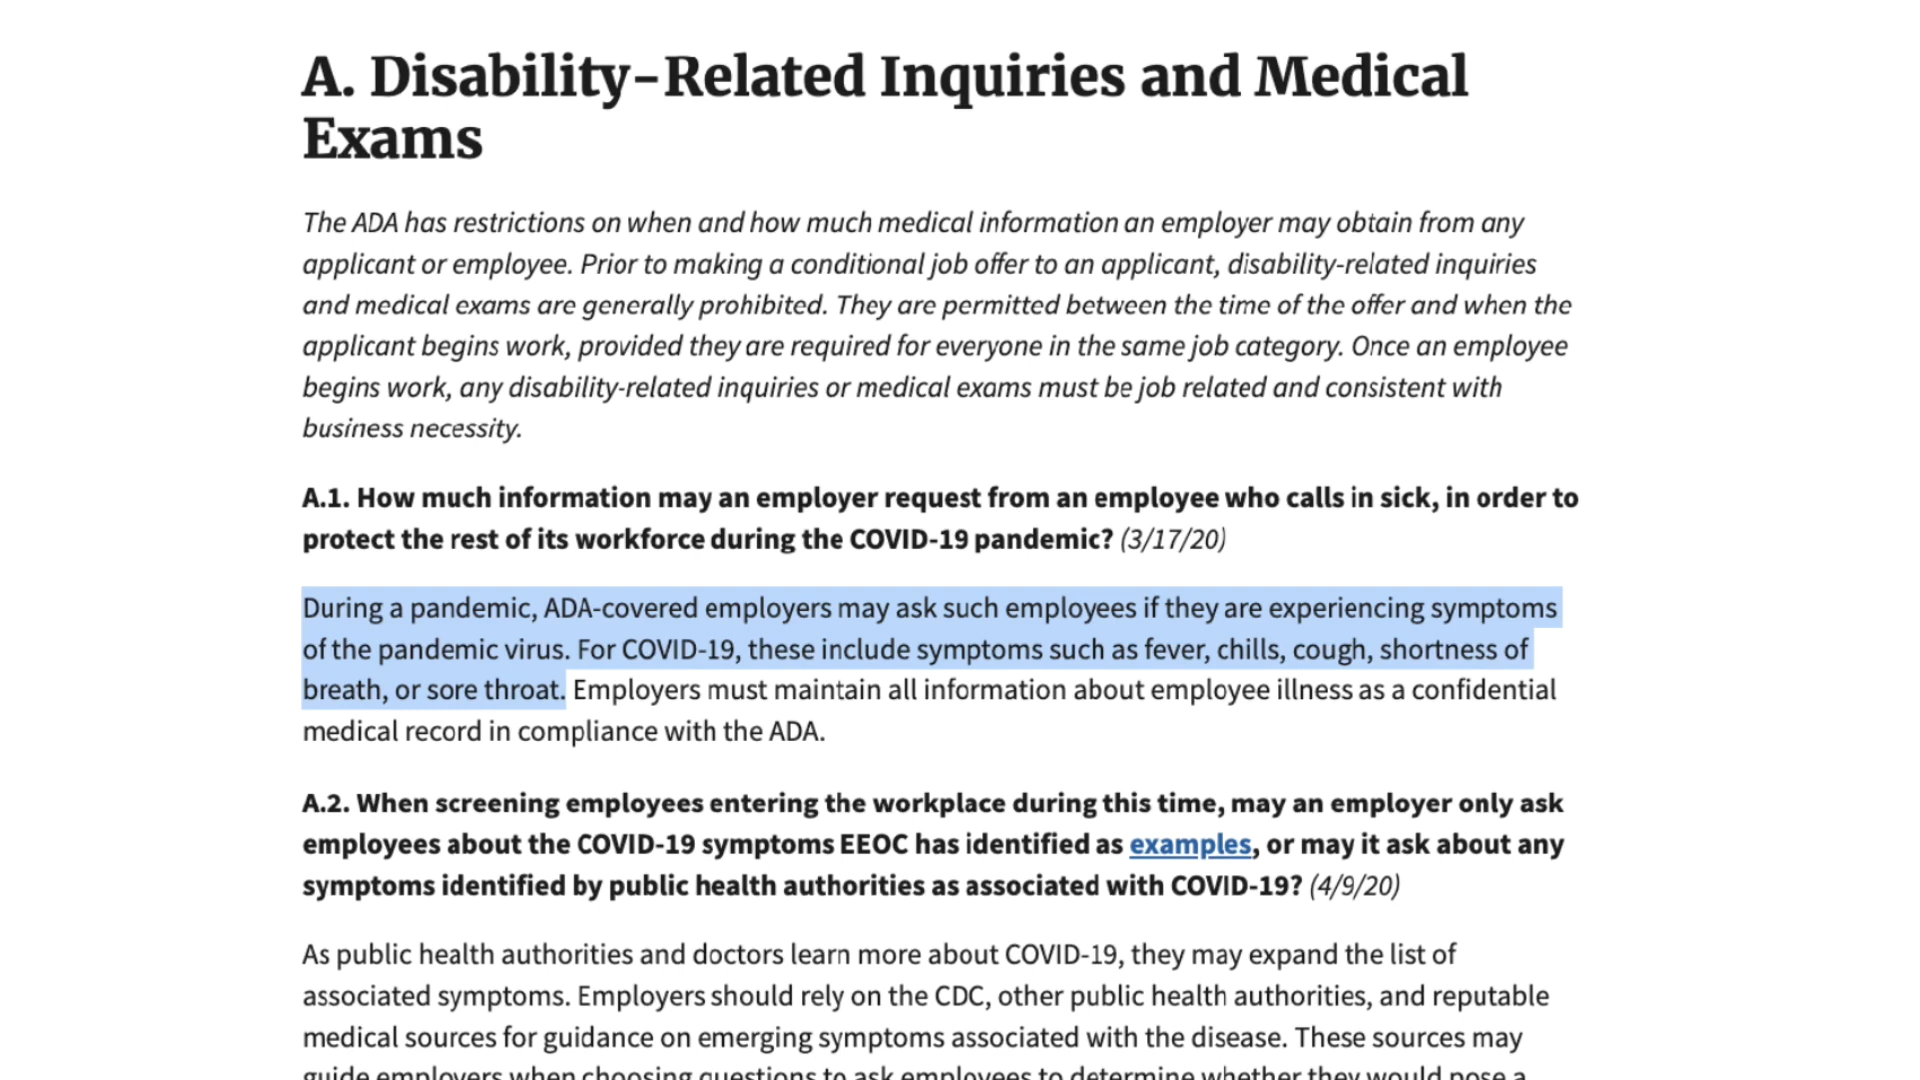 A. Disability-Related Inquiries and Medical
Exams
The ADA has restrictions on when and how much medical information an employer may obtain from any
applicant or employee. Prior to making a conditional job offer to an applicant, disability-related inquiries
and medical exams are generally prohibited. They are permitted between the time of the offer and when the
applicant begins work, provided they are required for everyone in the same job category. Once an employee
begins work, any disability-related inquiries or medical exams must be job related and consistent with
business necessity.
A.1. How much information may an employer request from an employee who calls in sick, in order to
protect the rest of its workforce during the COVID-19 pandemic? (3/17/20)
During a pandemic, ADA-covered employers may ask such employees if they are experiencing symptoms
of the pandemic virus. For COVID-19, these include symptoms such as fever, chills, cough, shortness of
breath, or sore throat. Employers must maintain all information about employee illness as a confidential
medical record in compliance with the ADA.
A.2. When screening employees entering the workplace during this time, may an employer only ask
employees about the COVID-19 symptoms EEOC has identified as examples, or may it ask about any
symptoms identified by public health authorities as associated with COVID-19? (4/9/20)
As public health authorities and doctors learn more about COVID-19, they may expand the list of
associated symptoms. Employers should rely on the CDC, other public health authorities, and reputable
medical sources for guidance on emerging symptoms associated with the disease. These sources may
guide employers when choosing questions to ask employees to determine whether they would pose a